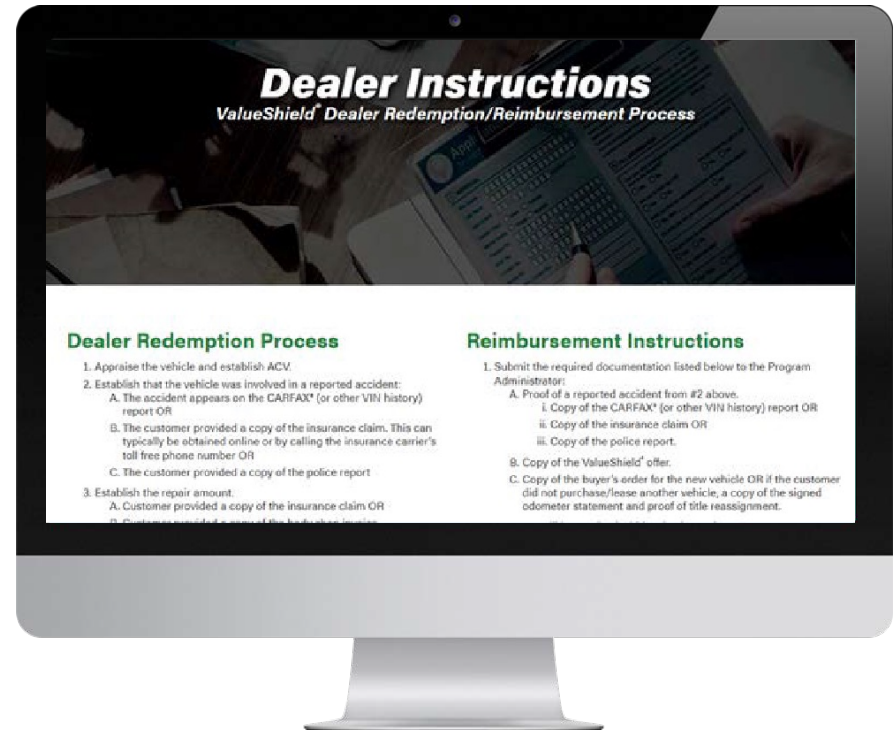 Dealer Instructions
ValueShield® Dealer Redemption/Reimbursement Process
Dealer Redemption Process
1. Appraise the vehicle and establish ACV.
2. Establish that the vehicle was involved in a reported accident:
A. The accident appears on the CARFAX® (or other VIN history)
report OR
B. The customer provided a copy of the insurance claim. This can
typically be obtained online or by calling the insurance carrier's
toll free phone number OR
C. The customer provided a copy of the police report
3. Establish the repair amount.
A. Customer provided a copy of the insurance claim OR
B. Customer provided a copy of the body shop invoice
Reimbursement Instructions
1. Submit the required documentation listed below to the Program
Administrator:
A. Proof of a reported accident from #2 above.
i. Copy of the CARFAX® (or other VIN history) report OR
ii. Copy of the insurance claim OR
iii. Copy of the police report.
B. Copy of the ValueShield® offer.
C. Copy of the buyer's order for the new vehicle OR if the customer
did not purchase/lease another vehicle, a copy of the signed
odometer statement and proof of title reassignment.